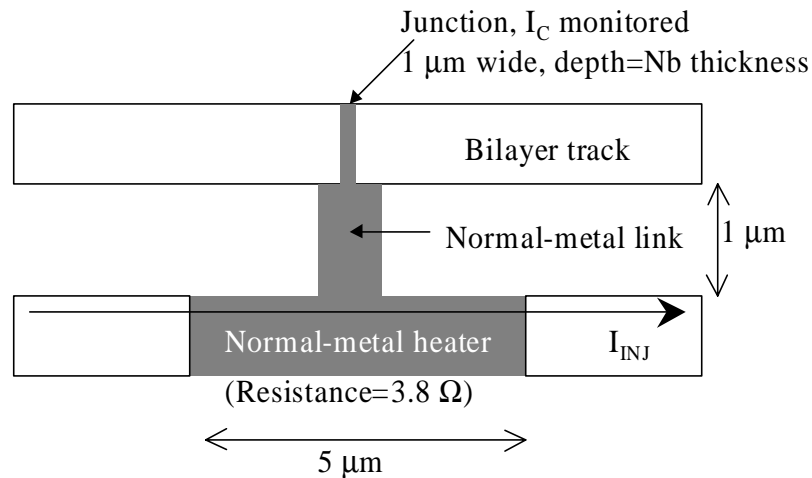 Junction, I_C monitored
1 μm wide, depth=Nb thickness
Bilayer track
Normal-metal link
1 μm
Normal-metal heater
I_INJ
(Resistance=3.8 Ω)
5 μm